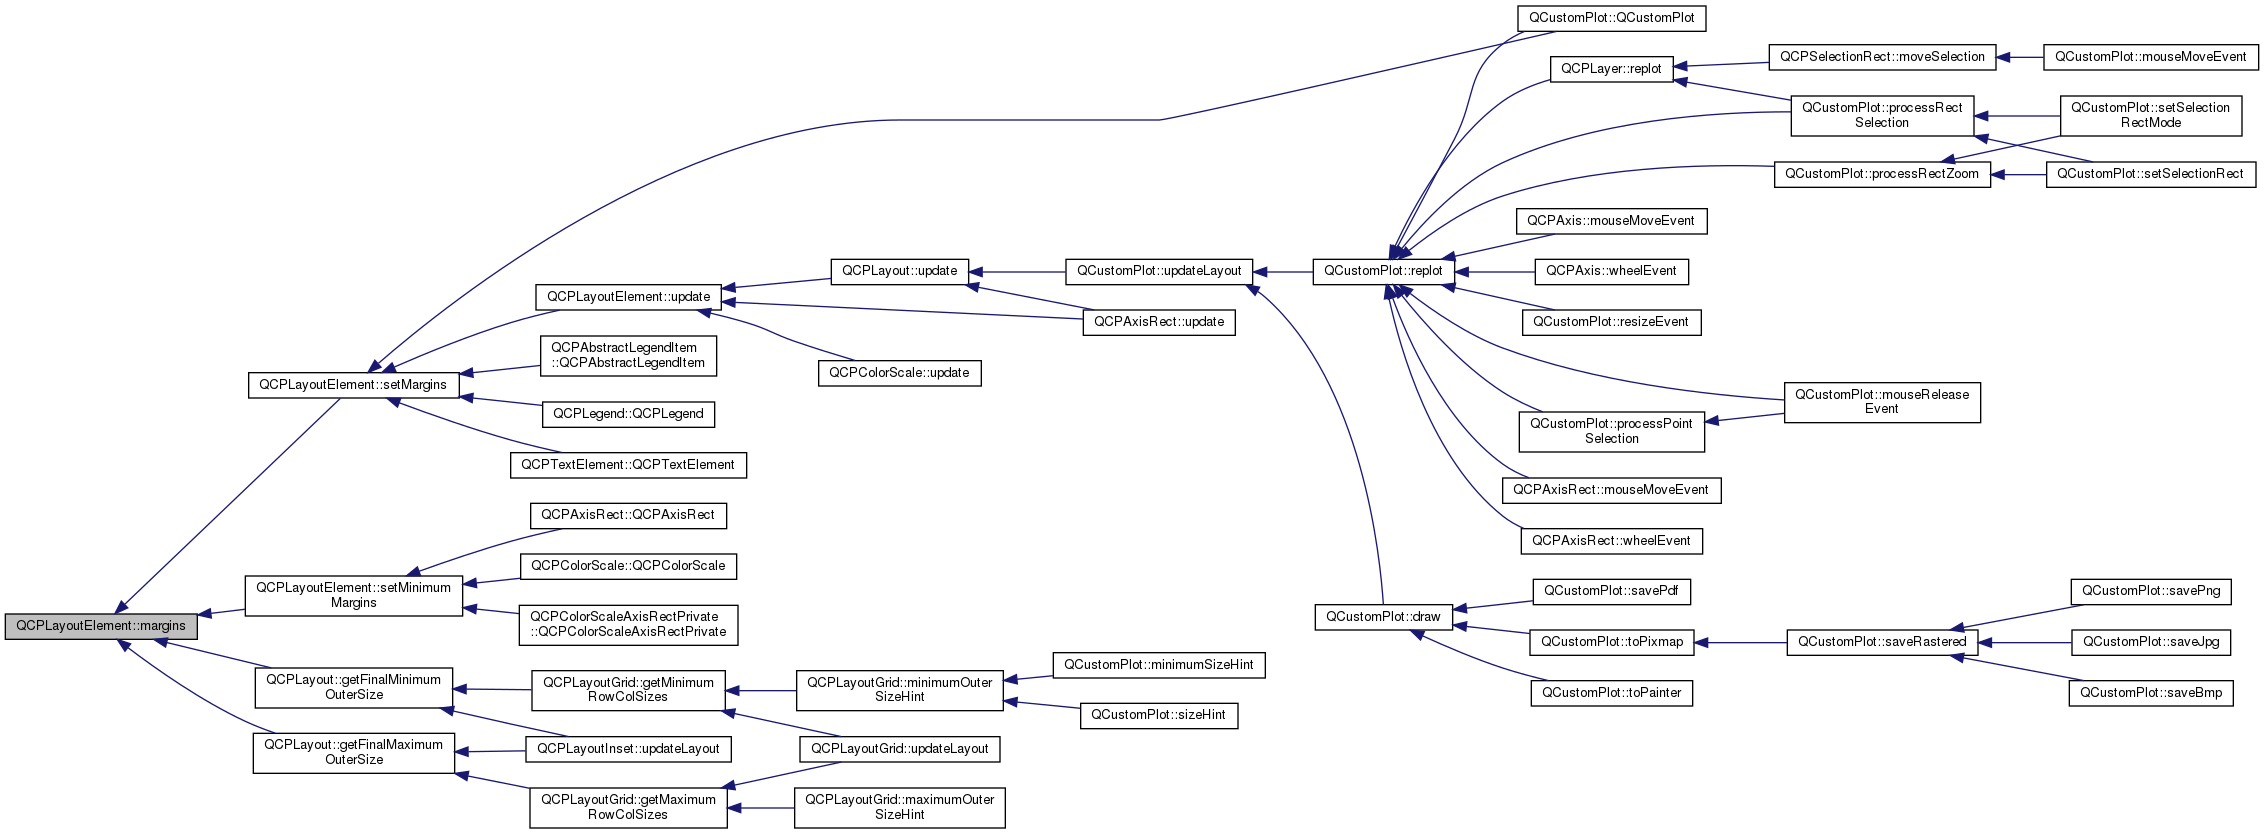 QCustomPlot::QCustomPlot
QCPLayer::replot
QCPSelectionRect::moveSelection
QCustomPlot::mouseMoveEvent
QCustomPlot::processRect
Selection
QCustomPlot::setSelection
RectMode
QCustomPlot::processRectZoom
QCustomPlot::setSelectionRect
QCPAxis::mouseMoveEvent
QCPLayout::update
QCustomPlot::updateLayout
QCustomPlot::replot
QCPAxis::wheelEvent
QCPLayoutElement::update
QCPAxisRect::update
QCustomPlot::resizeEvent
QCPAbstractLegendItem
::QCPAbstractLegendItem
QCPColorScale::update
QCPLayoutElement::setMargins
QCPLegend::QCPLegend
QCustomPlot::mouseRelease
Event
QCustomPlot::processPoint
Selection
QCPTextElement::QCPTextElement
QCPAxisRect::mouseMoveEvent
QCPAxisRect::QCPAxisRect
QCPAxisRect::wheelEvent
QCPColorScale::QCPColorScale
QCPLayoutElement::setMinimum
Margins
QCustomPlot::savePdf
QCustomPlot::savePng
QCPLayoutElement::margins
QCPColorScaleAxisRectPrivate
::QCPColorScaleAxisRectPrivate
QCustomPlot::draw
QCustomPlot::toPixmap
QCustomPlot::saveRastered
QCustomPlot::saveJpg
QCPLayout::getFinalMinimum
OuterSize
QCPLayoutGrid::getMinimum
RowColSizes
QCPLayoutGrid::minimumOuter
SizeHint
QCustomPlot::minimumSizeHint
QCustomPlot::toPainter
QCustomPlot::saveBmp
QCustomPlot::sizeHint
QCPLayout::getFinalMaximum
OuterSize
QCPLayoutInset::updateLayout
QCPLayoutGrid::updateLayout
QCPLayoutGrid::getMaximum
RowColSizes
QCPLayoutGrid::maximumOuter
SizeHint